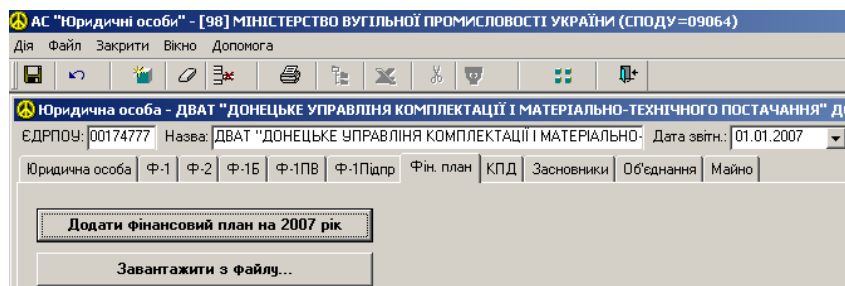 АС "Юридичні особи" - [98] МІНІСТЕРСТВО ВУГІЛЬНОЇ ПРОМИСЛОВОСТІ УКРАЇНИ (СПОДУ=09064)
Дія Файл Закрити Вікно Допомога
Юридична особа - ДВАТ "ДОНЕЦЬКЕ УПРАВЛІННЯ КОМПЛЕКТАЦІЇ І МАТЕРІАЛЬНО-ТЕХНІЧНОГО ПОСТАЧАННЯ"
ЄДРПОУ: 00174777 Назва: ДВАТ "ДОНЕЦЬКЕ УПРАВЛІННЯ КОМПЛЕКТАЦІЇ І МАТЕРІАЛЬНО- Дата звітн.: 01.01.2007
Юридична особа Ф-1 Ф-2 Ф-1Б Ф-1ПВ Ф-1Підпр Фін. план КПД Засновники Об'єднання Майно
Додати фінансовий план на 2007 рік
Завантажити з файлу...